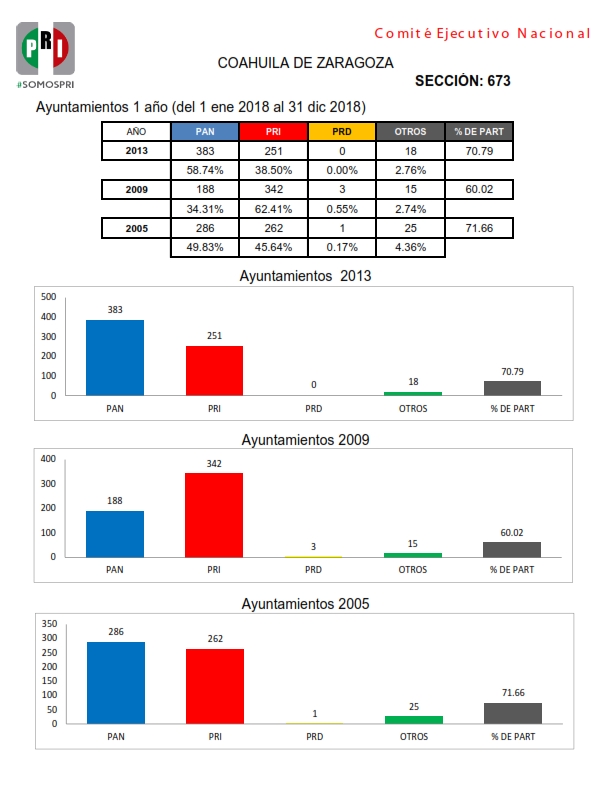 Comité Ejecutivo Nacional
PRI
#SOMOSPRI
COAHUILA DE ZARAGOZA
SECCIÓN: 673
Ayuntamientos 1 año (del 1 ene 2018 al 31 dic 2018)
AÑO PAN PRI PRD OTROS % DE PART
2013 383 251 0 18 70.79
58.74% 38.50% 0.00% 2.76%
2009 188 342 3 15 60.02
34.31% 62.41% 0.55% 2.74%
2005 286 262 1 25 71.66
49.83% 45.64% 0.17% 4.36%
Ayuntamientos 2013
500
400
300
200
100
0
383
251
0
18
70.79
PAN PRI PRD OTROS % DE PART
Ayuntamientos 2009
400
300
200
100
0
188
342
3
15
60.02
PAN PRI PRD OTROS % DE PART
Ayuntamientos 2005
350
300
250
200
150
100
50
0
286
262
1
25
71.66
PAN PRI PRD OTROS % DE PART